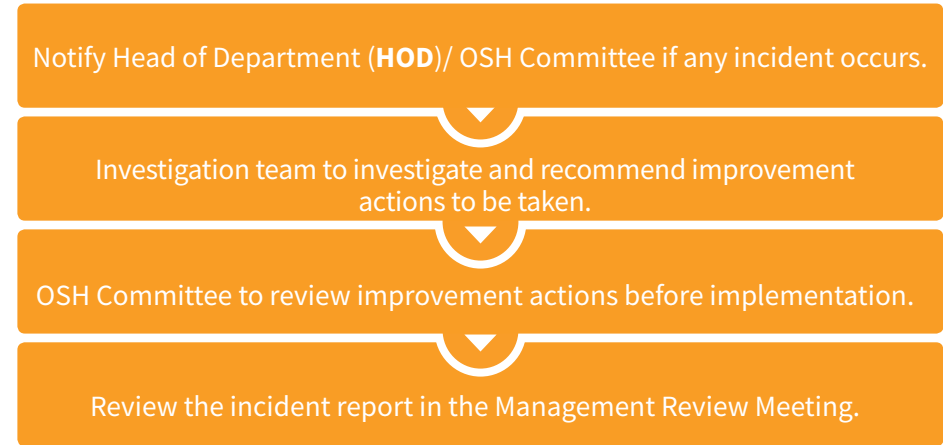 Notify Head of Department (HOD)/ OSH Committee if any incident occurs.
Investigation team to investigate and recommend improvement
actions to be taken.
OSH Committee to review improvement actions before implementation.
Review the incident report in the Management Review Meeting.